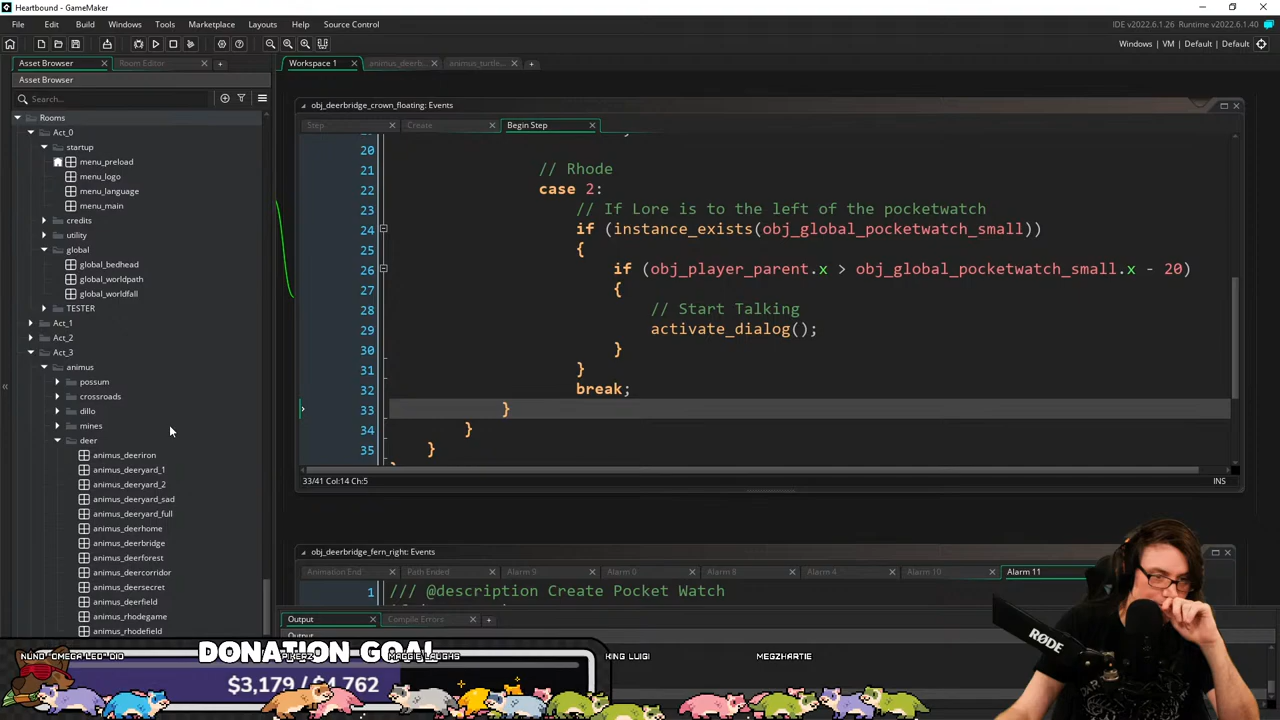 Heartbound - GameMaker
File Edit Build Windows Tools Marketplace Layouts Help Source Control
IDE v2022.6.1.26 Runtime v2022.6.1.40
Windows | VM | Default | Default
Asset Browser Room Editor
Workspace 1 animus_deerb... animus_turtle...
Asset Browser
Search...
Rooms
Act_0
startup
menu_preload
menu_logo
menu_language
menu_main
credits
utility
global
global_bedhead
global_worldpath
global_worldfall
TESTER
Act_1
Act_2
Act_3
animus
possum
crossroads
dillo
mines
deer
animus_deeriron
animus_deeryard_1
animus_deeryard_2
animus_deeryard_sad
animus_deeryard_full
animus_deerhome
animus_deerbridge
animus_deerforest
animus_deercorridor
animus_deersecret
animus_deerfield
animus_rhodegame
animus_rhodefield
obj_deerbridge_crown_floating: Events
Step Create Begin Step
20
21 // Rhode
22 case 2:
23 // If Lore is to the left of the pocketwatch
24 if (instance_exists(obj_global_pocketwatch_small))
25 {
26 if (obj_player_parent.x > obj_global_pocketwatch_small.x - 20)
27 {
28 // Start Talking
29 activate_dialog();
30 }
31 }
32 break;
33 }
34 }
35 }
33/41 Col:14 Ch:5 INS
obj_deerbridge_fern_right: Events
Animation End Path Ended Alarm 9 Alarm 0 Alarm 8 Alarm 4 Alarm 10 Alarm 11
1 /// @description Create Pocket Watch
Output Compile Errors
Output
DONATION GOAL
NUNO "OMEGA LEG" DID MAGGIE LAUGHS KING LUIGI MEGZHARTIE
$3,179 / $4,762
RØDE